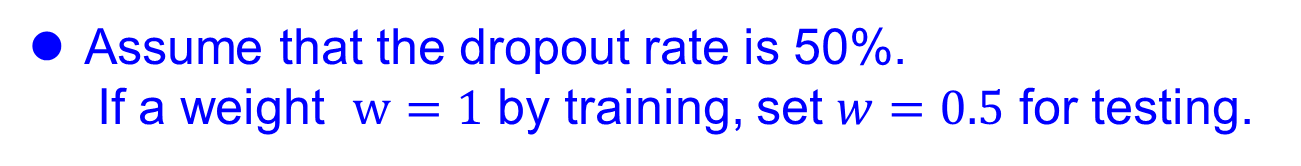 ● Assume that the dropout rate is 50%.
If a weight w = 1 by training, set 𝑤 = 0.5 for testing.